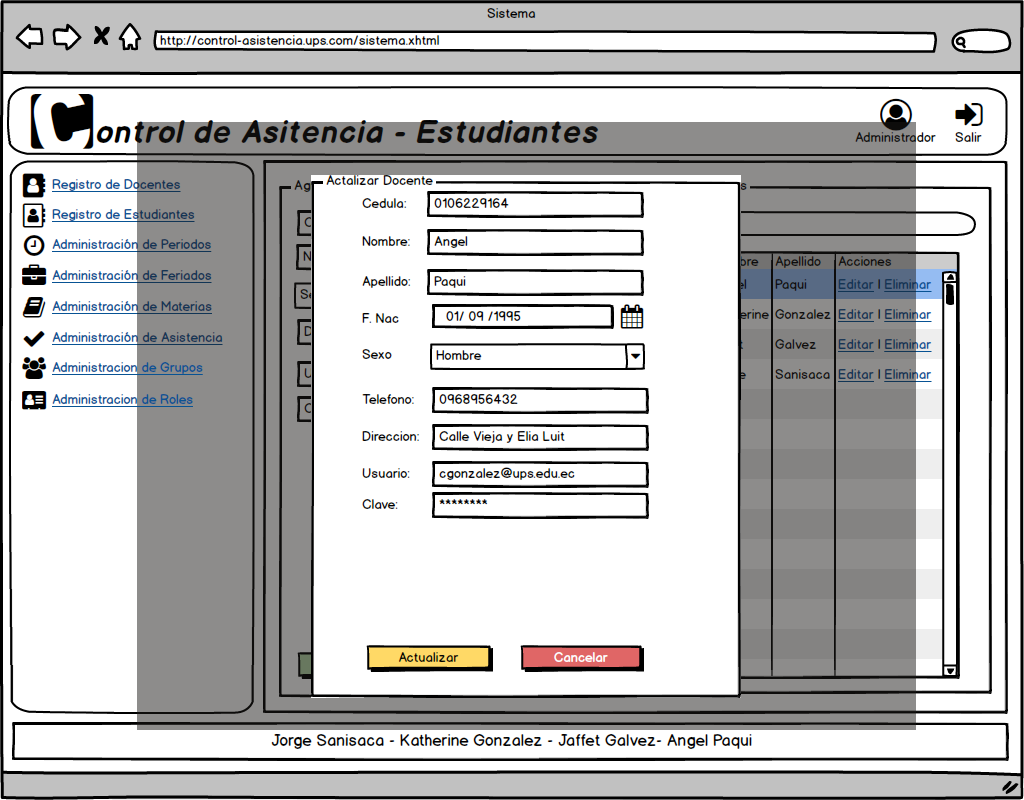 Sistema
http://control-asistencia.ups.com/sistema.xhtml
Control de Asitencia - Estudiantes
Administrador
Salir
Registro de Docentes
Registro de Estudiantes
Administración de Periodos
Administración de Feriados
Administración de Materias
Administración de Asistencia
Administracion de Grupos
Administracion de Roles
Ag
s
C
N
Se
D
U
C
Actalizar Docente
Cedula: 0106229164
Nombre: Angel
Apellido: Paqui
F. Nac 01/ 09 /1995
Sexo Hombre
Telefono: 0968956432
Direccion: Calle Vieja y Elia Luit
Usuario: cgonzalez@ups.edu.ec
Clave: ********
Actualizar Cancelar
bre Apellido Acciones
el Paqui Editar | Eliminar
erine Gonzalez Editar | Eliminar
t Galvez Editar | Eliminar
e Sanisaca Editar | Eliminar
Jorge Sanisaca - Katherine Gonzalez - Jaffet Galvez- Angel Paqui